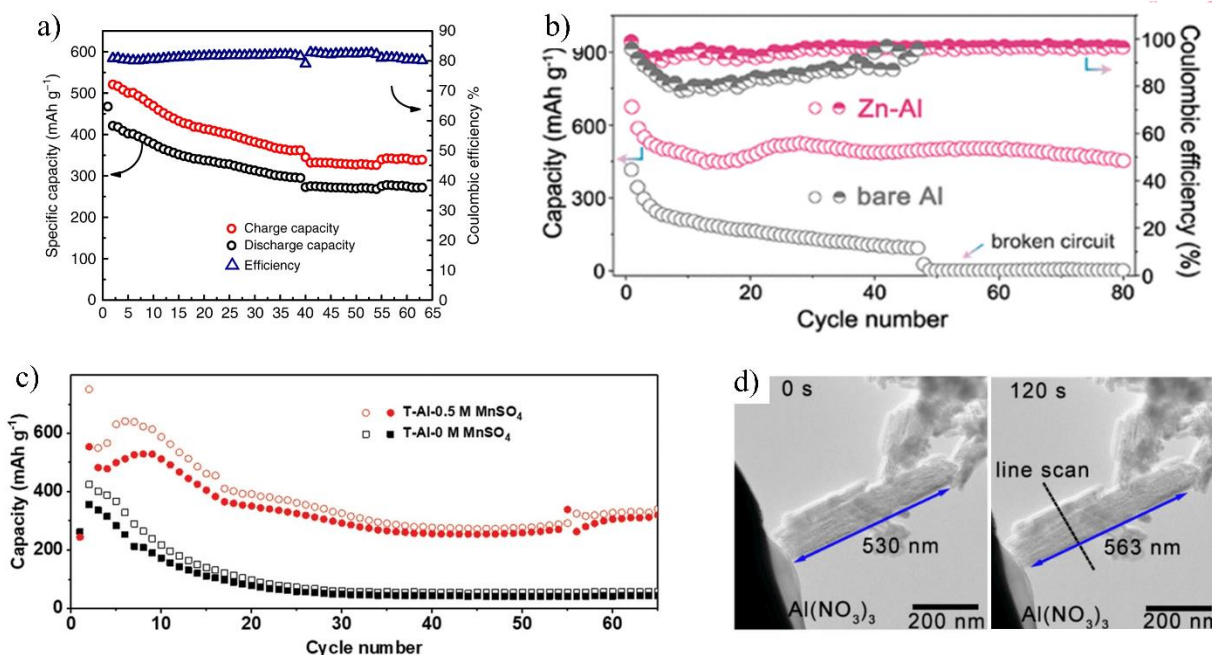 a)
600
500
400
300
200
100
0
Specific capacity (mAh g⁻¹)
90
80
70
60
50
40
30
20
10
0
Coulombic efficiency %
Charge capacity
Discharge capacity
Efficiency
0 5 10 15 20 25 30 35 40 45 50 55 60 65
b)
900
600
300
0
Capacity (mAh g⁻¹)
100
80
60
40
20
0
Coulombic efficiency (%)
Zn-Al
bare Al
broken circuit
0 20 40 60 80
Cycle number
c)
600
400
200
0
Capacity (mAh g⁻¹)
T-Al-0.5 M MnSO₄
T-Al-0 M MnSO₄
0 10 20 30 40 50 60
Cycle number
d)
0 s
530 nm
Al(NO₃)₃
200 nm
120 s
line scan
563 nm
Al(NO₃)₃
200 nm